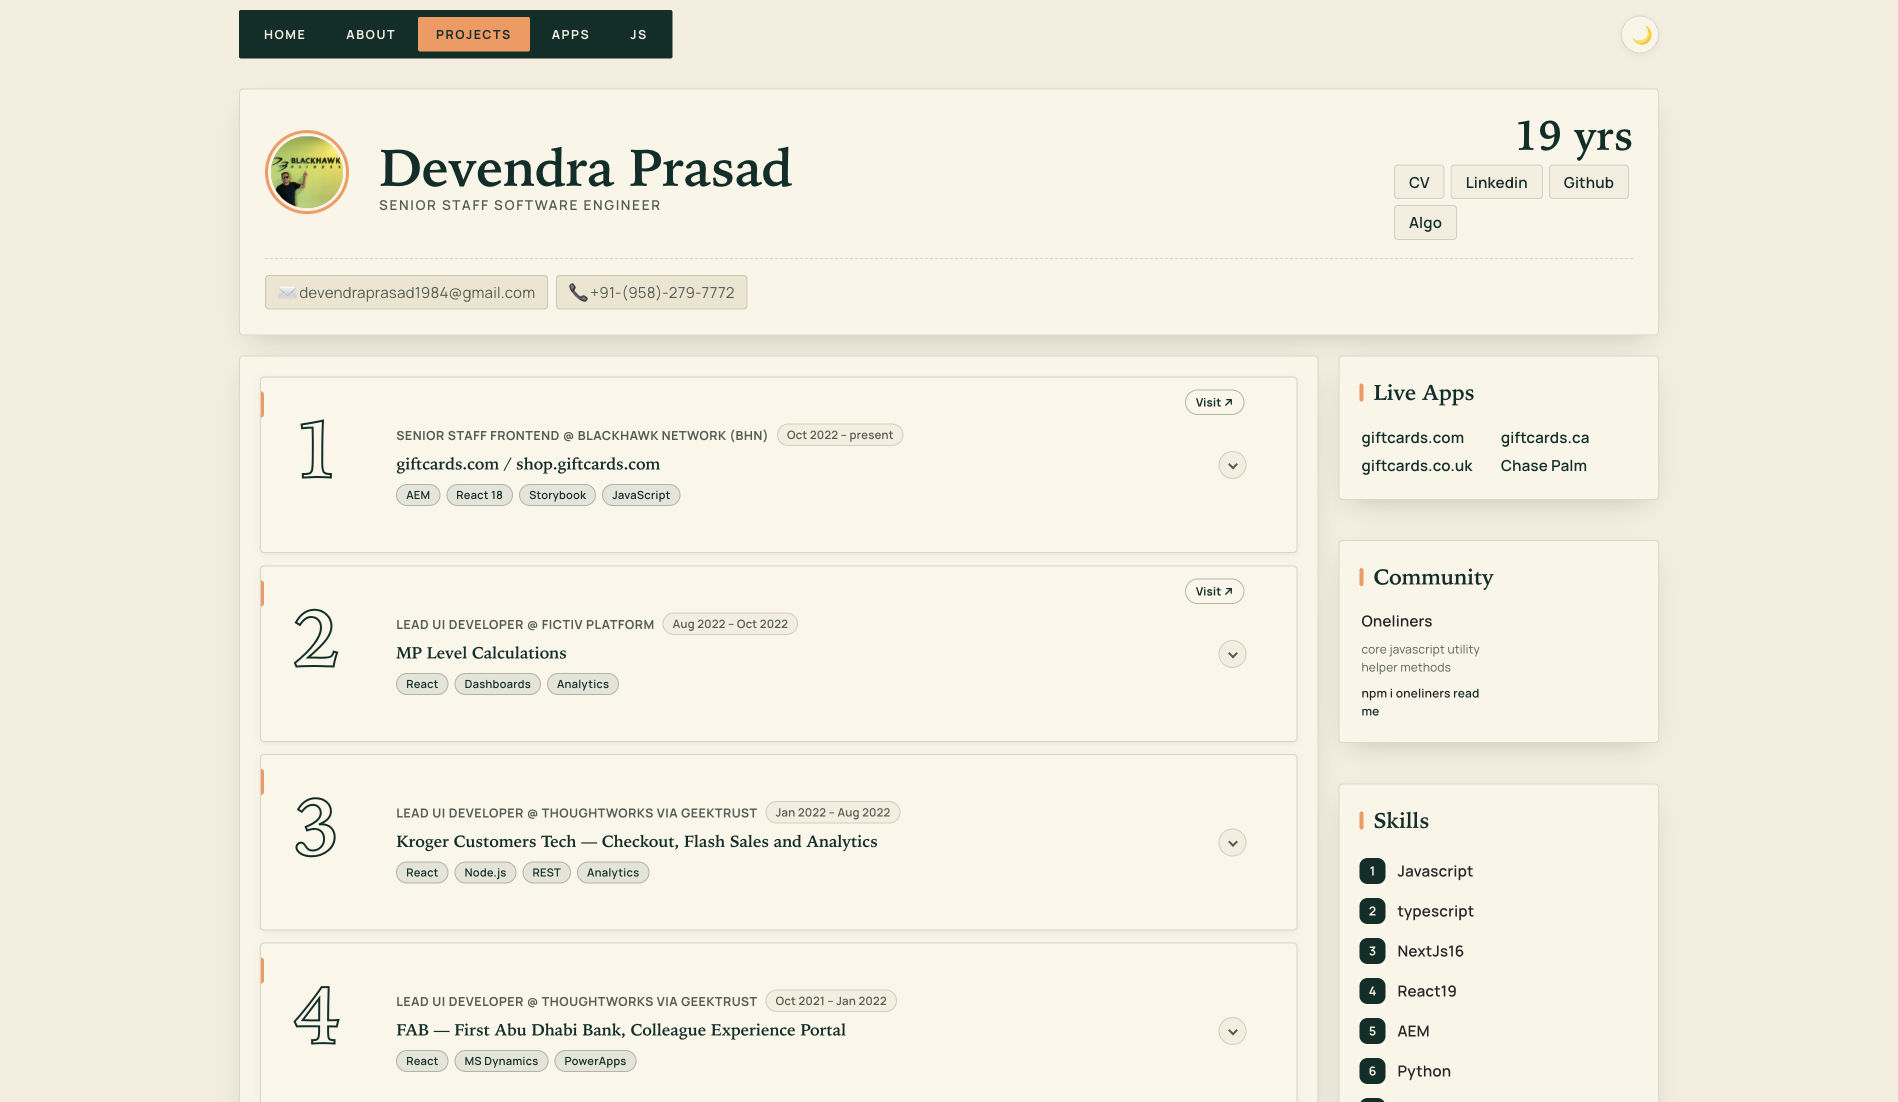 HOME ABOUT PROJECTS APPS JS
BLACKHAWK
Devendra Prasad
SENIOR STAFF SOFTWARE ENGINEER
19 yrs
CV Linkedin Github
Algo
devendraprasad1984@gmail.com +91-(958)-279-7772
1
Visit ↗
SENIOR STAFF FRONTEND @ BLACKHAWK NETWORK (BHN) Oct 2022 – present
giftcards.com / shop.giftcards.com
AEM React 18 Storybook JavaScript
2
Visit ↗
LEAD UI DEVELOPER @ FICTIV PLATFORM Aug 2022 – Oct 2022
MP Level Calculations
React Dashboards Analytics
3
LEAD UI DEVELOPER @ THOUGHTWORKS VIA GEEKTRUST Jan 2022 – Aug 2022
Kroger Customers Tech — Checkout, Flash Sales and Analytics
React Node.js REST Analytics
4
LEAD UI DEVELOPER @ THOUGHTWORKS VIA GEEKTRUST Oct 2021 – Jan 2022
FAB — First Abu Dhabi Bank, Colleague Experience Portal
React MS Dynamics PowerApps
Live Apps
giftcards.com giftcards.ca
giftcards.co.uk Chase Palm
Community
Oneliners
core javascript utility
helper methods
npm i oneliners read
me
Skills
1 Javascript
2 typescript
3 NextJs16
4 React19
5 AEM
6 Python